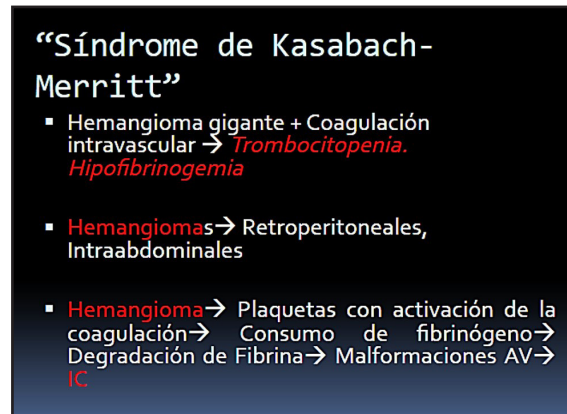 “Síndrome de Kasabach-
Merritt”
▪ Hemangioma gigante + Coagulación
intravascular → Trombocitopenia.
Hipofibrinogemia
▪ Hemangiomas→ Retroperitoneales,
Intraabdominales
▪ Hemangioma→ Plaquetas con activación de la
coagulación→ Consumo de fibrinógeno→
Degradación de Fibrina→ Malformaciones AV→
IC